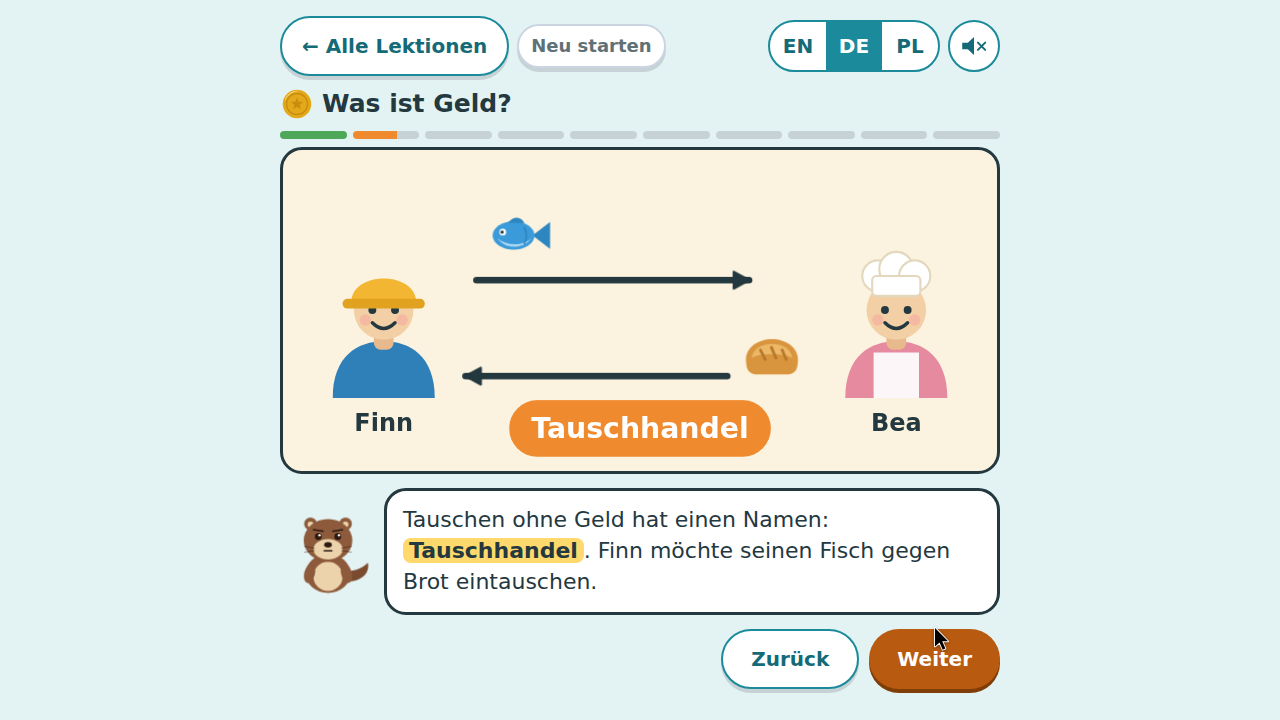 ← Alle Lektionen
Neu starten
EN DE PL
Was ist Geld?
Finn
Tauschhandel
Bea
Tauschen ohne Geld hat einen Namen:
Tauschhandel. Finn möchte seinen Fisch gegen
Brot eintauschen.
Zurück
Weiter